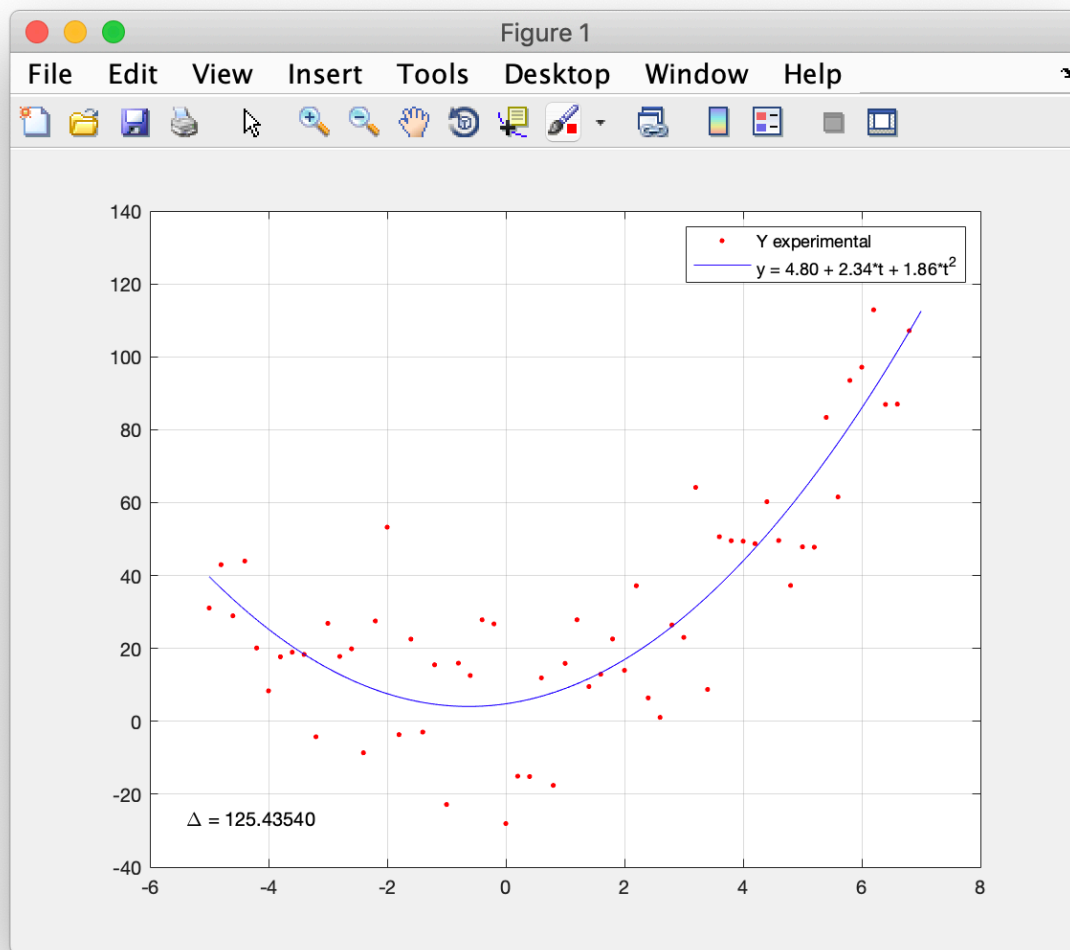 Figure 1
File Edit View Insert Tools Desktop Window Help
140
120
100
80
60
40
20
0
-20
-40
-6 -4 -2 0 2 4 6 8
Y experimental
y = 4.80 + 2.34*t + 1.86*t²
Δ = 125.43540